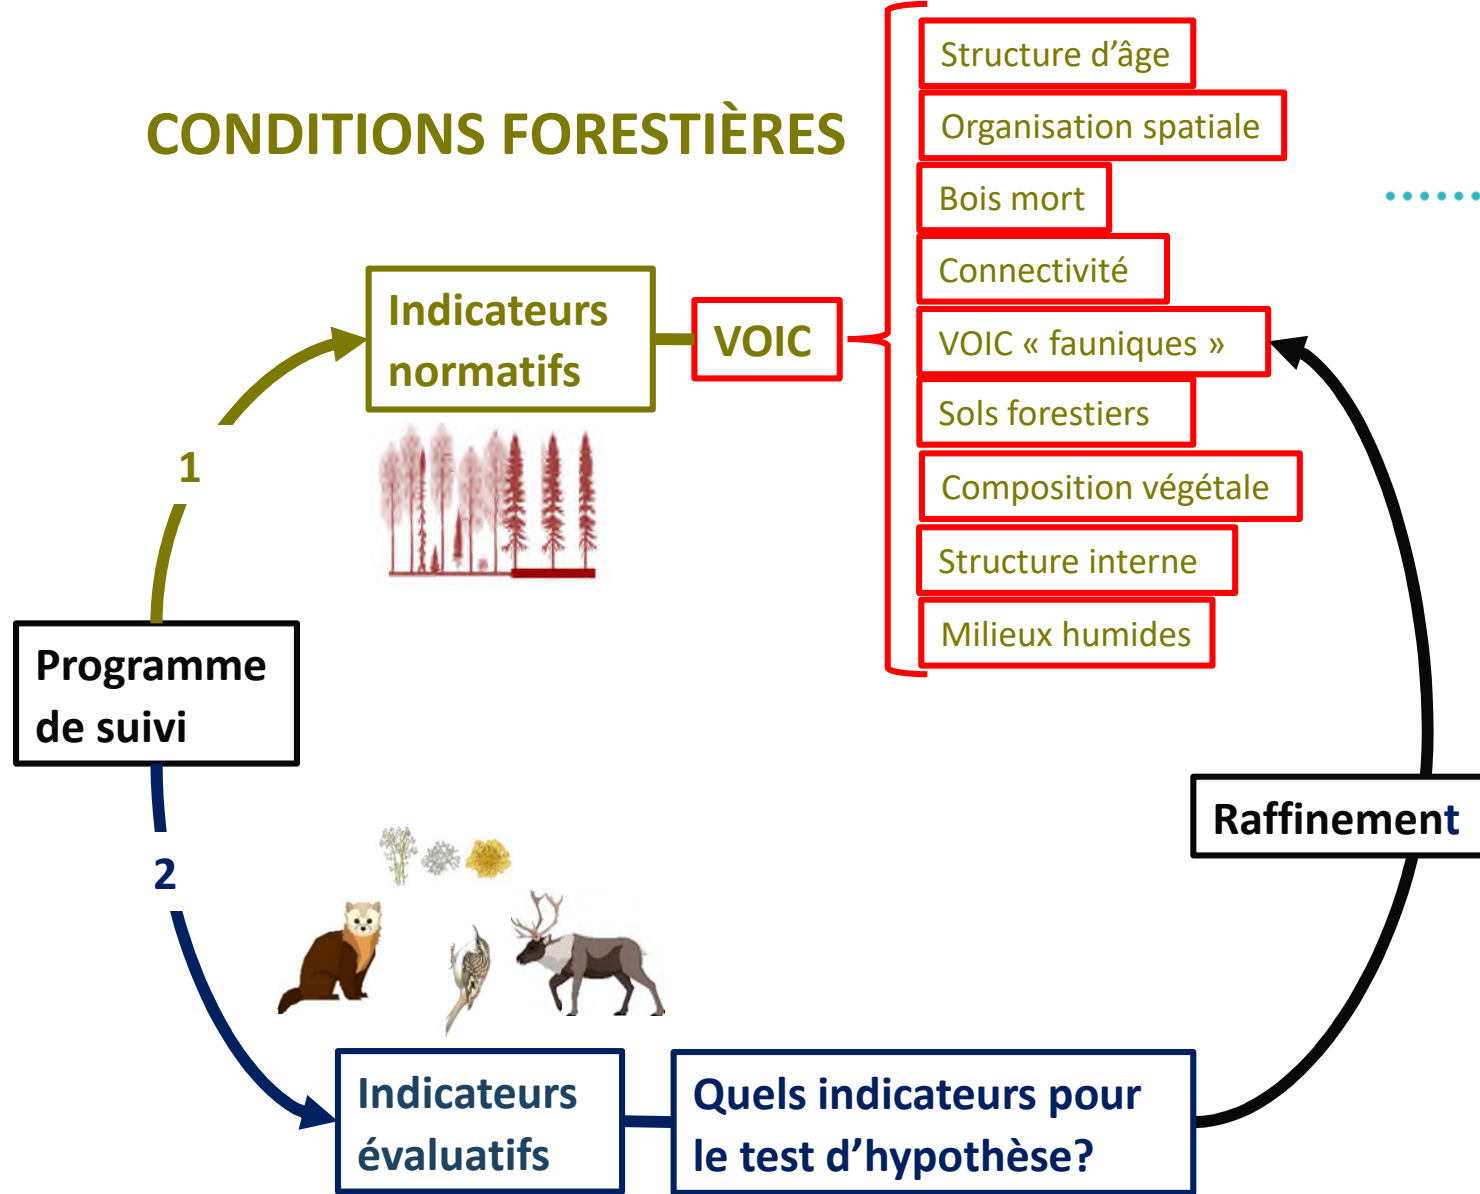 CONDITIONS FORESTIÈRES
Structure d’âge
Organisation spatiale
Bois mort
Connectivité
VOIC « fauniques »
Sols forestiers
Composition végétale
Structure interne
Milieux humides
Indicateurs
normatifs
VOIC
1
Programme
de suivi
2
Raffinement
Indicateurs
évaluatifs
Quels indicateurs pour
le test d’hypothèse?